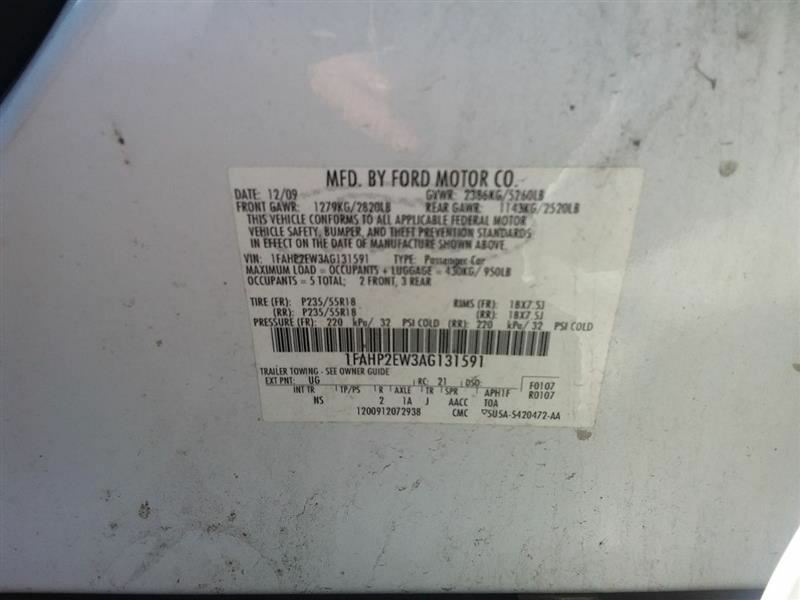 MFD. BY FORD MOTOR CO.
DATE: 12/09 GVWR: 2386KG/5260LB
FRONT GAWR: 1279KG/2820LB REAR GAWR: 1143KG/2520LB
THIS VEHICLE CONFORMS TO ALL APPLICABLE FEDERAL MOTOR
VEHICLE SAFETY, BUMPER, AND THEFT PREVENTION STANDARDS
IN EFFECT ON THE DATE OF MANUFACTURE SHOWN ABOVE.
VIN: 1FAHP2EW3AG131591 TYPE: Passenger Car
MAXIMUM LOAD = OCCUPANTS + LUGGAGE = 430KG/ 950LB
OCCUPANTS = 5 TOTAL; 2 FRONT, 3 REAR
TIRE (FR): P235/55R18 RIMS (FR): 18X7.5J
(RR): P235/55R18 (RR): 18X7.5J
PRESSURE (FR): 220 kPa/ 32 PSI COLD (RR): 220 kPa/ 32 PSI COLD
1FAHP2EW3AG131591
TRAILER TOWING - SEE OWNER GUIDE
EXT PNT: UG RC: 21 DSO: F0107
INT TR TP/PS R AXLE TR SPR APH1F R0107
NS 2 1A J AACC TOA
1200912072938 CMC ▽5U5A-5420472-AA